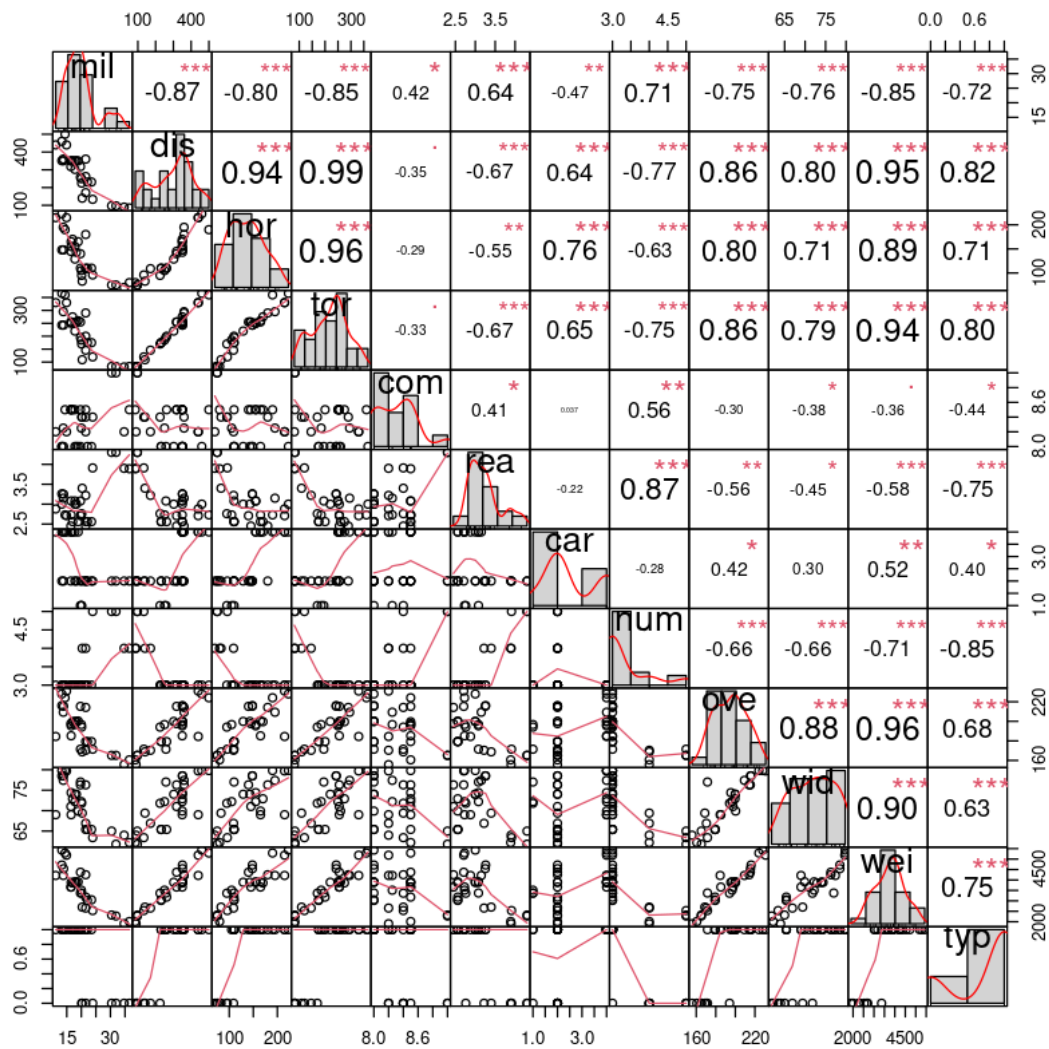 100 400 100 300 2.5 3.5 3.0 4.5 65 75 0.0 0.6
mil *** -0.87 *** -0.80 *** -0.85 * 0.42 *** 0.64 ** -0.47 *** 0.71 *** -0.75 *** -0.76 *** -0.85 *** -0.72 15 30
100 400 dis *** 0.94 *** 0.99 . -0.35 *** -0.67 *** 0.64 *** -0.77 *** 0.86 *** 0.80 *** 0.95 *** 0.82
hor *** 0.96 -0.29 ** -0.55 *** 0.76 *** -0.63 *** 0.80 *** 0.71 *** 0.89 *** 0.71 100 200
100 300 tor . -0.33 *** -0.67 *** 0.65 *** -0.75 *** 0.86 *** 0.79 *** 0.94 *** 0.80
com * 0.41 0.037 ** 0.56 -0.30 * -0.38 . -0.36 * -0.44 8.0 8.6
2.5 3.5 rea -0.22 *** 0.87 ** -0.56 * -0.45 *** -0.58 *** -0.75
car -0.28 * 0.42 0.30 ** 0.52 * 0.40 1.0 3.0
3.0 4.5 num *** -0.66 *** -0.66 *** -0.71 *** -0.85
ove *** 0.88 *** 0.96 *** 0.68 160 220
65 75 wid *** 0.90 *** 0.63
wei *** 0.75 2000 4500
0.0 0.6 typ
15 30 100 200 8.0 8.6 1.0 3.0 160 220 2000 4500